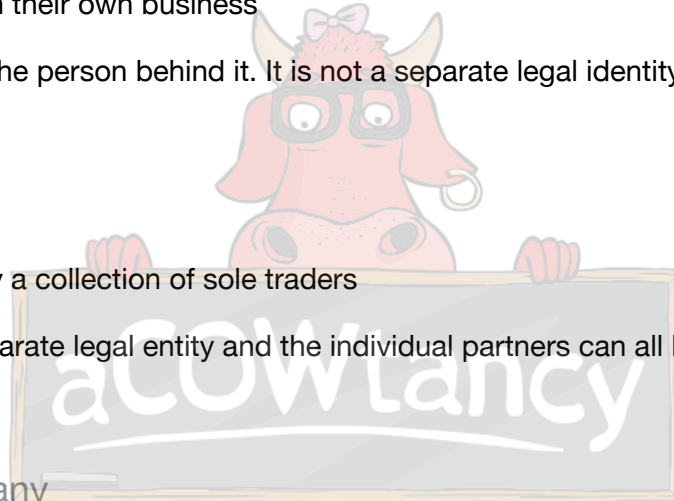 their own business
he person behind it. It is not a separate legal identity
a collection of sole traders
arate legal entity and the individual partners can all
aCOWtancy
any